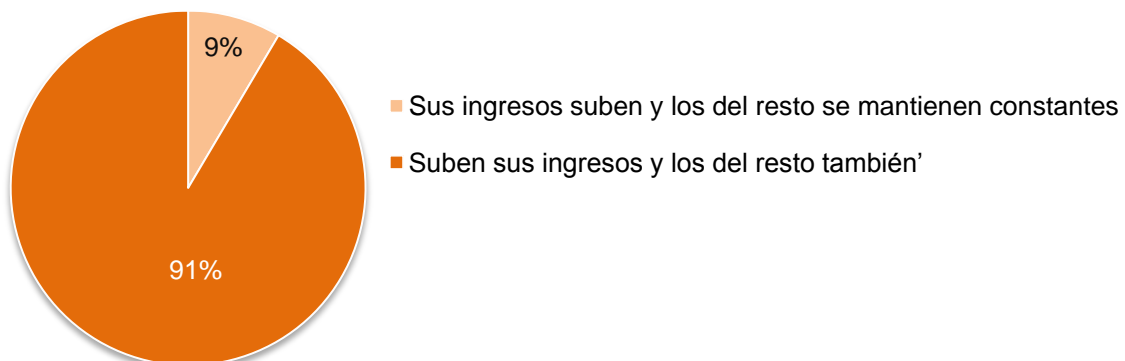 9%
Sus ingresos suben y los del resto se mantienen constantes
Suben sus ingresos y los del resto también’
91%